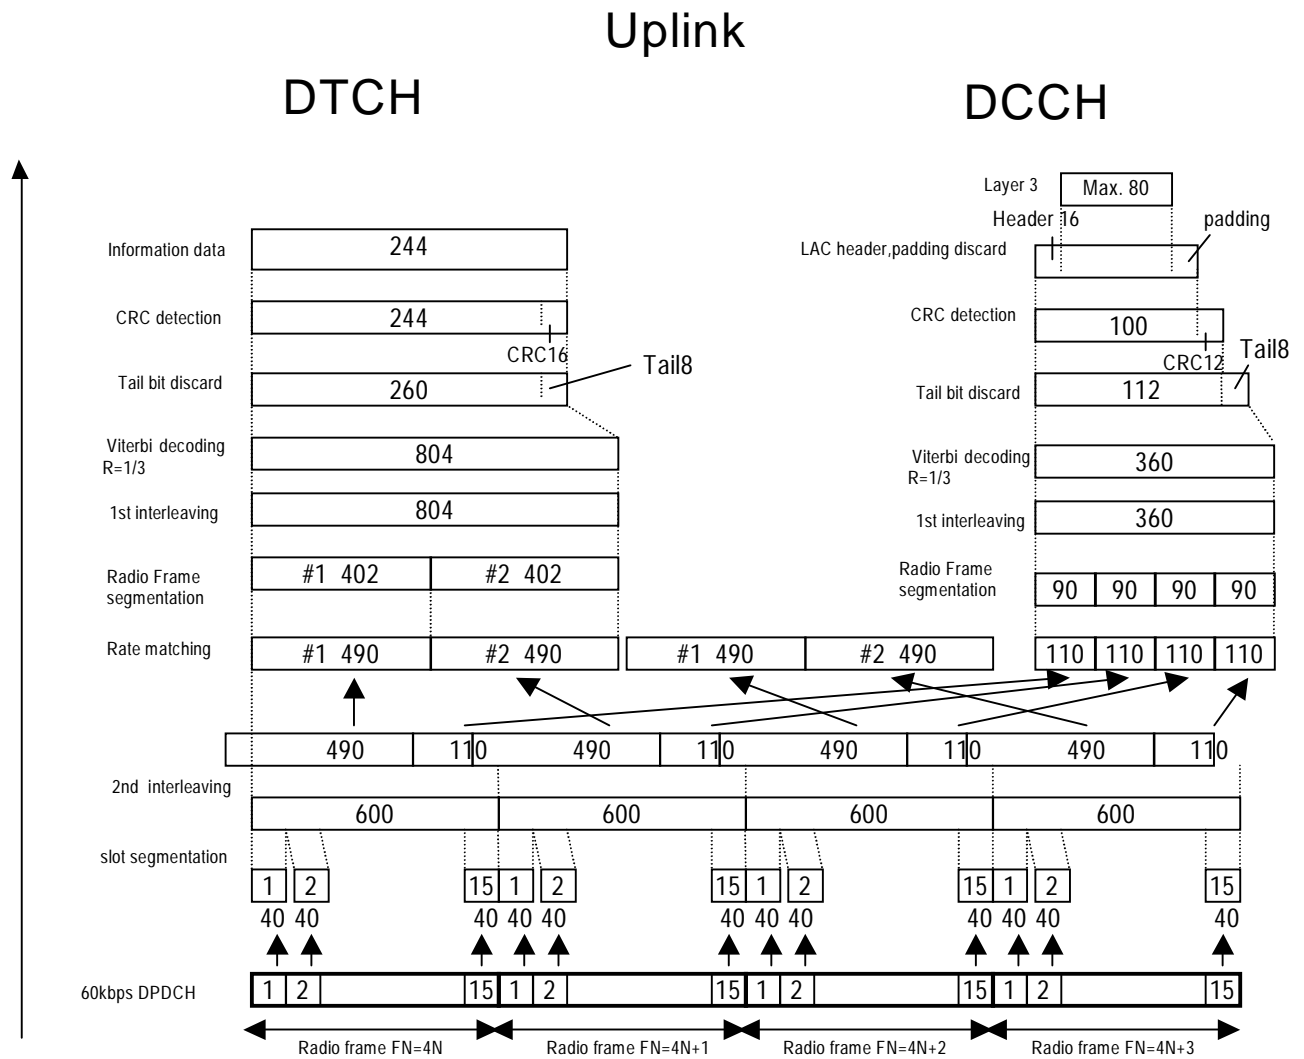 Uplink
DTCH
DCCH
Layer 3
Max. 80
Header 16
padding
Information data
244
LAC header,padding discard
CRC detection
244
CRC16
CRC detection
100
CRC12
Tail bit discard
260
Tail8
Tail bit discard
112
Tail8
Viterbi decoding
R=1/3
804
Viterbi decoding
R=1/3
360
1st interleaving
804
1st interleaving
360
Radio Frame
segmentation
#1 402
#2 402
Radio Frame
segmentation
90 90 90 90
Rate matching
#1 490
#2 490
#1 490
#2 490
110 110 110 110
490 110 490 110 490 110 490 110
2nd interleaving
600 600 600 600
slot segmentation
1 2 15 1 2 15 1 2 15 1 2 15
40 40 40 40 40 40 40 40 40 40 40 40
60kbps DPDCH
1 2 15 1 2 15 1 2 15 1 2 15
Radio frame FN=4N
Radio frame FN=4N+1
Radio frame FN=4N+2
Radio frame FN=4N+3